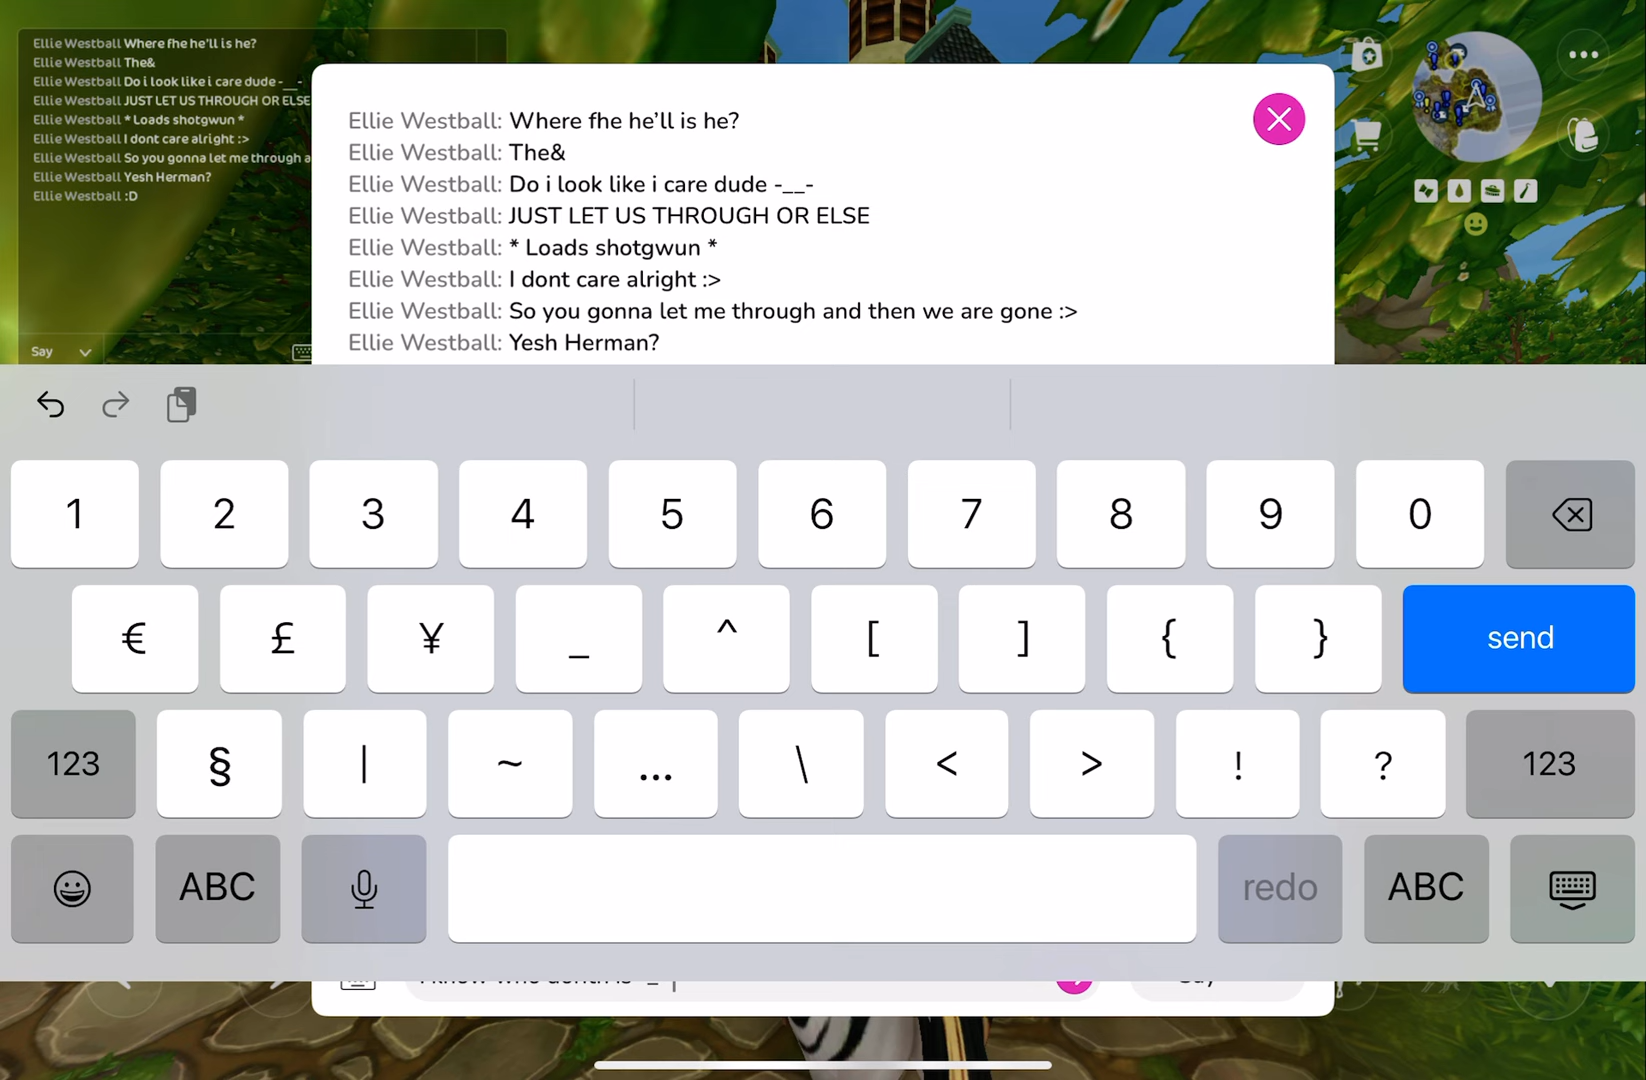 Ellie Westball Where fhe he'll is he?
Ellie Westball The&
Ellie Westball Do i look like i care dude -__-
Ellie Westball JUST LET US THROUGH OR ELSE
Ellie Westball * Loads shotgwun *
Ellie Westball I dont care alright :>
Ellie Westball So you gonna let me through a
Ellie Westball Yesh Herman?
Ellie Westball :D
Say
Ellie Westball: Where fhe he'll is he?
Ellie Westball: The&
Ellie Westball: Do i look like i care dude -__-
Ellie Westball: JUST LET US THROUGH OR ELSE
Ellie Westball: * Loads shotgwun *
Ellie Westball: I dont care alright :>
Ellie Westball: So you gonna let me through and then we are gone :>
Ellie Westball: Yesh Herman?
1 2 3 4 5 6 7 8 9 0
€ £ ¥ _ ^ [ ] { } send
123 § | ~ ... \ < > ! ? 123
ABC redo ABC
I know who is
Say